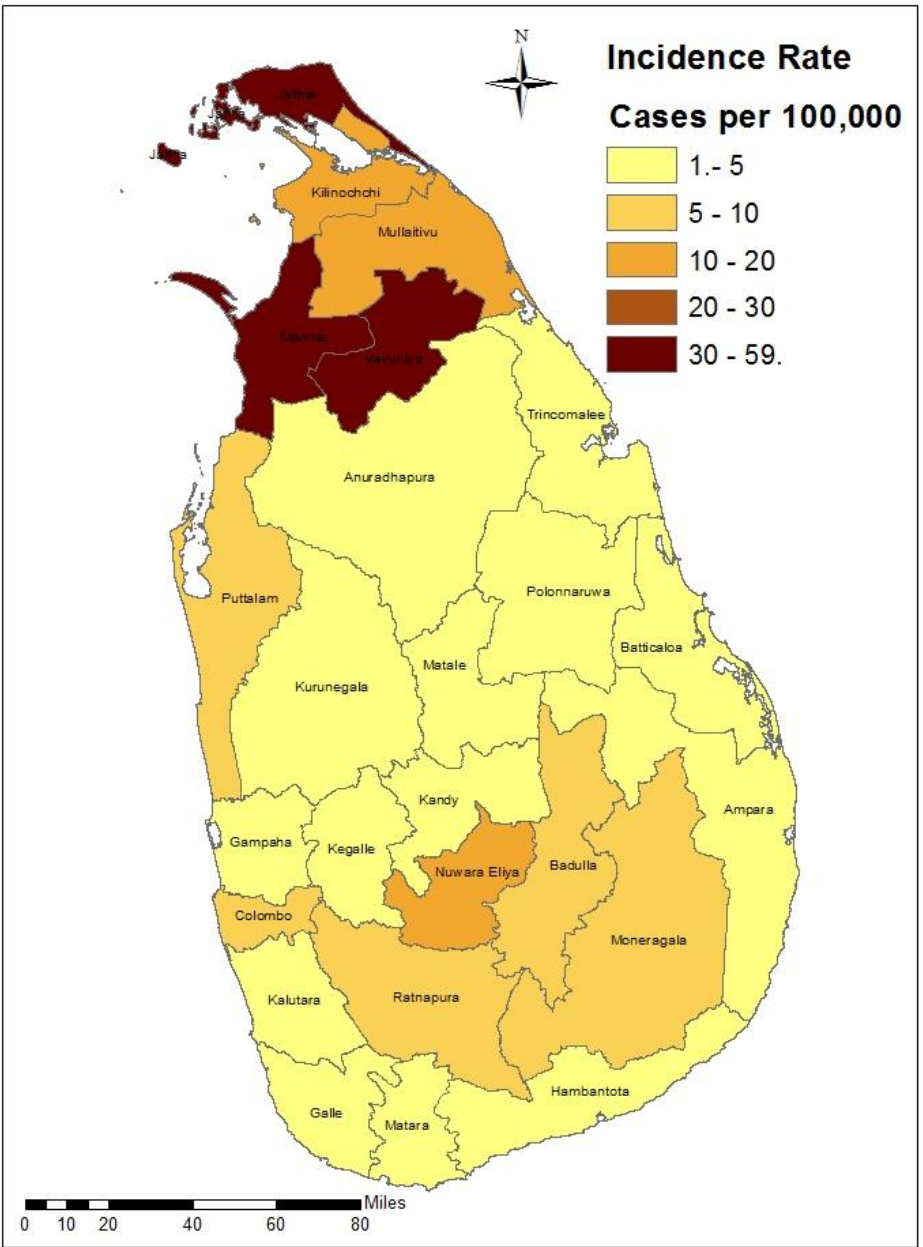 N
Incidence Rate
Cases per 100,000
1.- 5
5 - 10
10 - 20
20 - 30
30 - 59.
Jaffna
Jaffna
Jaffna
Kilinochchi
Mullaitivu
Mannar
Vavuniya
Trincomalee
Anuradhapura
Puttalam
Polonnaruwa
Batticaloa
Matale
Kurunegala
Kandy
Ampara
Gampaha
Kegalle
Nuwara Eliya
Badulla
Colombo
Moneragala
Kalutara
Ratnapura
Hambantota
Galle
Matara
Miles
0 10 20 40 60 80